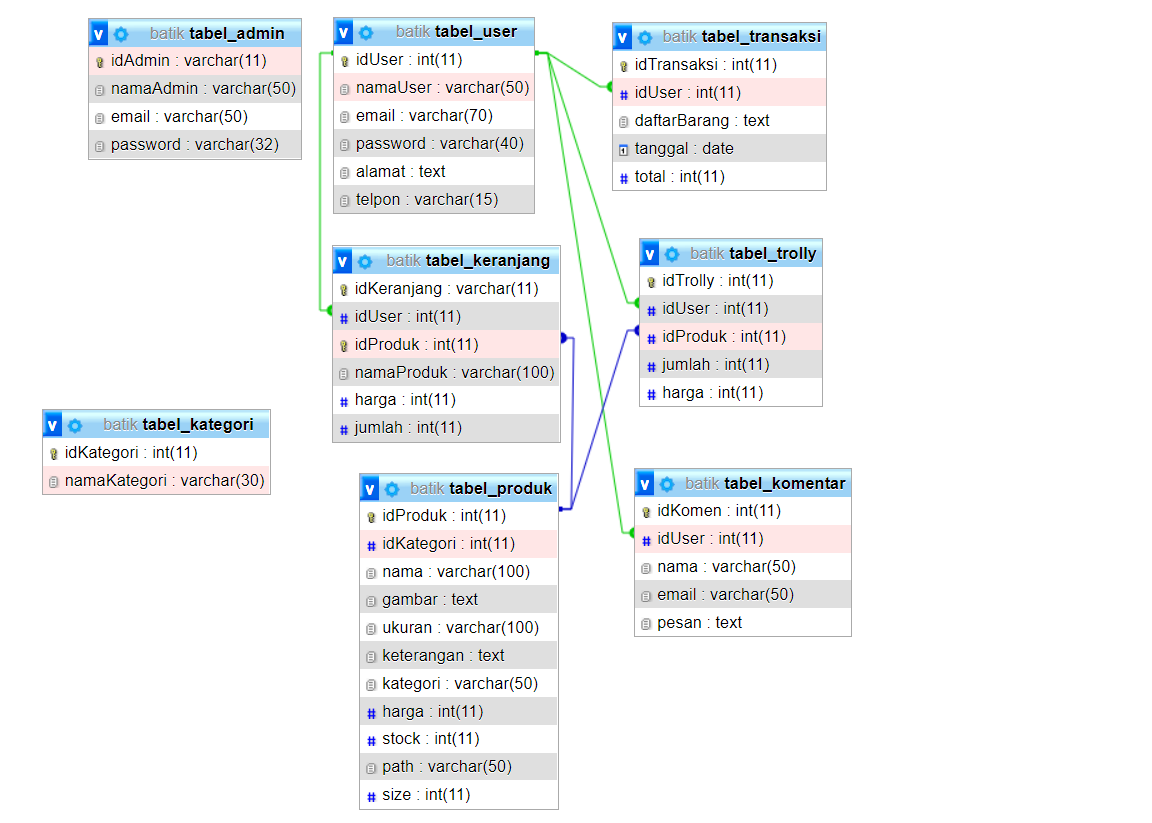 batik tabel_admin
idAdmin : varchar(11)
namaAdmin : varchar(50)
email : varchar(50)
password : varchar(32)
batik tabel_user
idUser : int(11)
namaUser : varchar(50)
email : varchar(70)
password : varchar(40)
alamat : text
telpon : varchar(15)
batik tabel_transaksi
idTransaksi : int(11)
idUser : int(11)
daftarBarang : text
tanggal : date
total : int(11)
batik tabel_keranjang
idKeranjang : varchar(11)
idUser : int(11)
idProduk : int(11)
namaProduk : varchar(100)
harga : int(11)
jumlah : int(11)
batik tabel_trolly
idTrolly : int(11)
idUser : int(11)
idProduk : int(11)
jumlah : int(11)
harga : int(11)
batik tabel_kategori
idKategori : int(11)
namaKategori : varchar(30)
batik tabel_produk
idProduk : int(11)
idKategori : int(11)
nama : varchar(100)
gambar : text
ukuran : varchar(100)
keterangan : text
kategori : varchar(50)
harga : int(11)
stock : int(11)
path : varchar(50)
size : int(11)
batik tabel_komentar
idKomen : int(11)
idUser : int(11)
nama : varchar(50)
email : varchar(50)
pesan : text